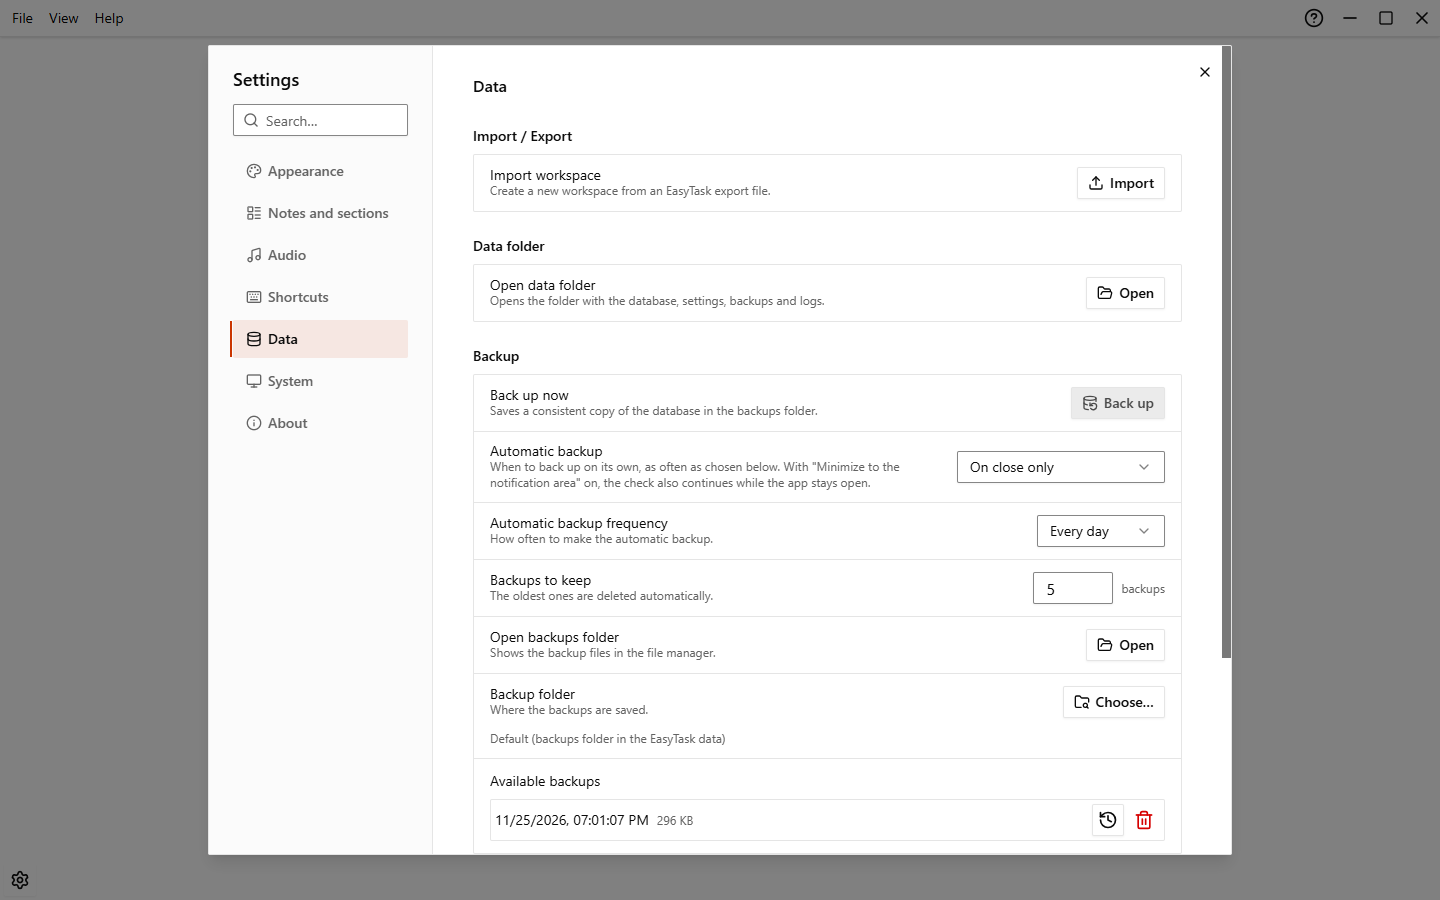 File View Help
Settings
Search...
Appearance
Notes and sections
Audio
Shortcuts
Data
System
About
Data
Import / Export
Import workspace
Create a new workspace from an EasyTask export file.
Import
Data folder
Open data folder
Opens the folder with the database, settings, backups and logs.
Open
Backup
Back up now
Saves a consistent copy of the database in the backups folder.
Back up
Automatic backup
When to back up on its own, as often as chosen below. With "Minimize to the
notification area" on, the check also continues while the app stays open.
On close only
Automatic backup frequency
How often to make the automatic backup.
Every day
Backups to keep
The oldest ones are deleted automatically.
5 backups
Open backups folder
Shows the backup files in the file manager.
Open
Backup folder
Where the backups are saved.
Choose...
Default (backups folder in the EasyTask data)
Available backups
11/25/2026, 07:01:07 PM 296 KB